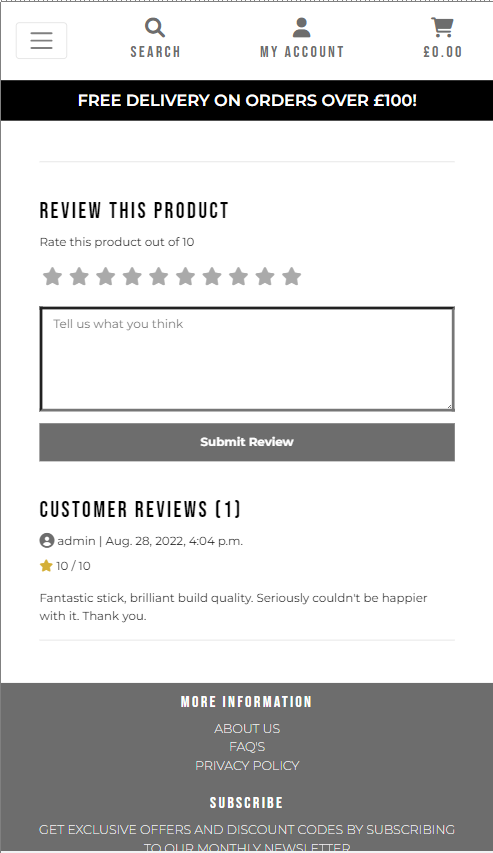 SEARCH
MY ACCOUNT
£0.00
FREE DELIVERY ON ORDERS OVER £100!
REVIEW THIS PRODUCT
Rate this product out of 10
Tell us what you think
Submit Review
CUSTOMER REVIEWS (1)
admin | Aug. 28, 2022, 4:04 p.m.
10 / 10
Fantastic stick, brilliant build quality. Seriously couldn't be happier
with it. Thank you.
MORE INFORMATION
ABOUT US
FAQ'S
PRIVACY POLICY
SUBSCRIBE
GET EXCLUSIVE OFFERS AND DISCOUNT CODES BY SUBSCRIBING
TO OUR MONTHLY NEWSLETTER